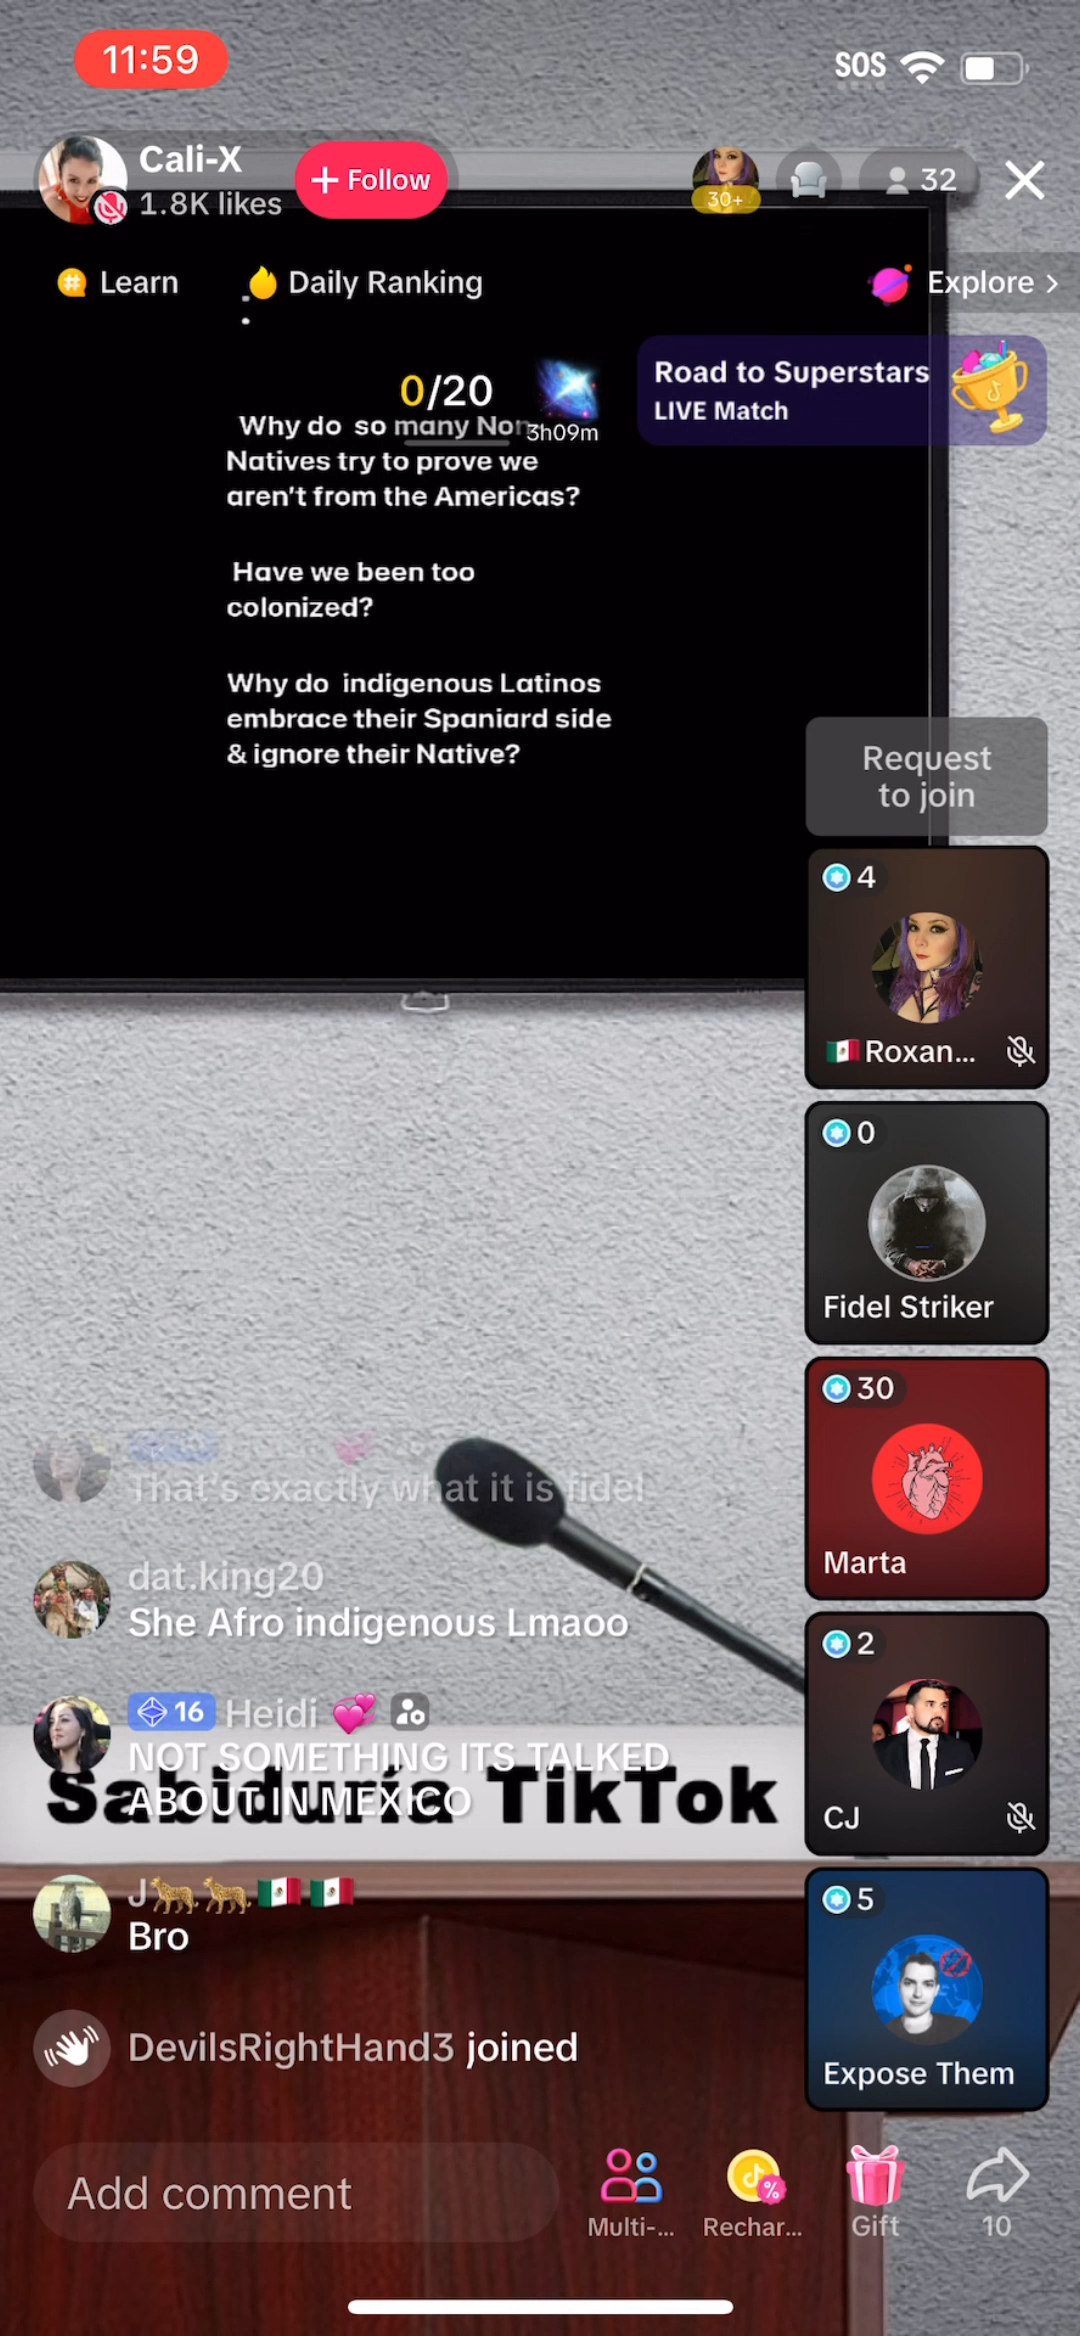 11:59
SOS
Cali-X
1.8K likes
+ Follow
30+
32
Learn
Daily Ranking
Explore >
0/20
3h09m
Road to Superstars
LIVE Match
Why do so many Non
Natives try to prove we
aren't from the Americas?
Have we been too
colonized?
Why do indigenous Latinos
embrace their Spaniard side
& ignore their Native?
Request
to join
4
Roxan...
0
Fidel Striker
30
Marta
2
CJ
5
Expose Them
exactly what it is fidel
dat.king20
She Afro indigenous Lmaoo
16 Heidi
NOT SOMETHING ITS TALKED
ABOUT IN MEXICO
Sabiduría TikTok
J
Bro
DevilsRightHand3 joined
Add comment
Multi-...
Rechar...
Gift
10